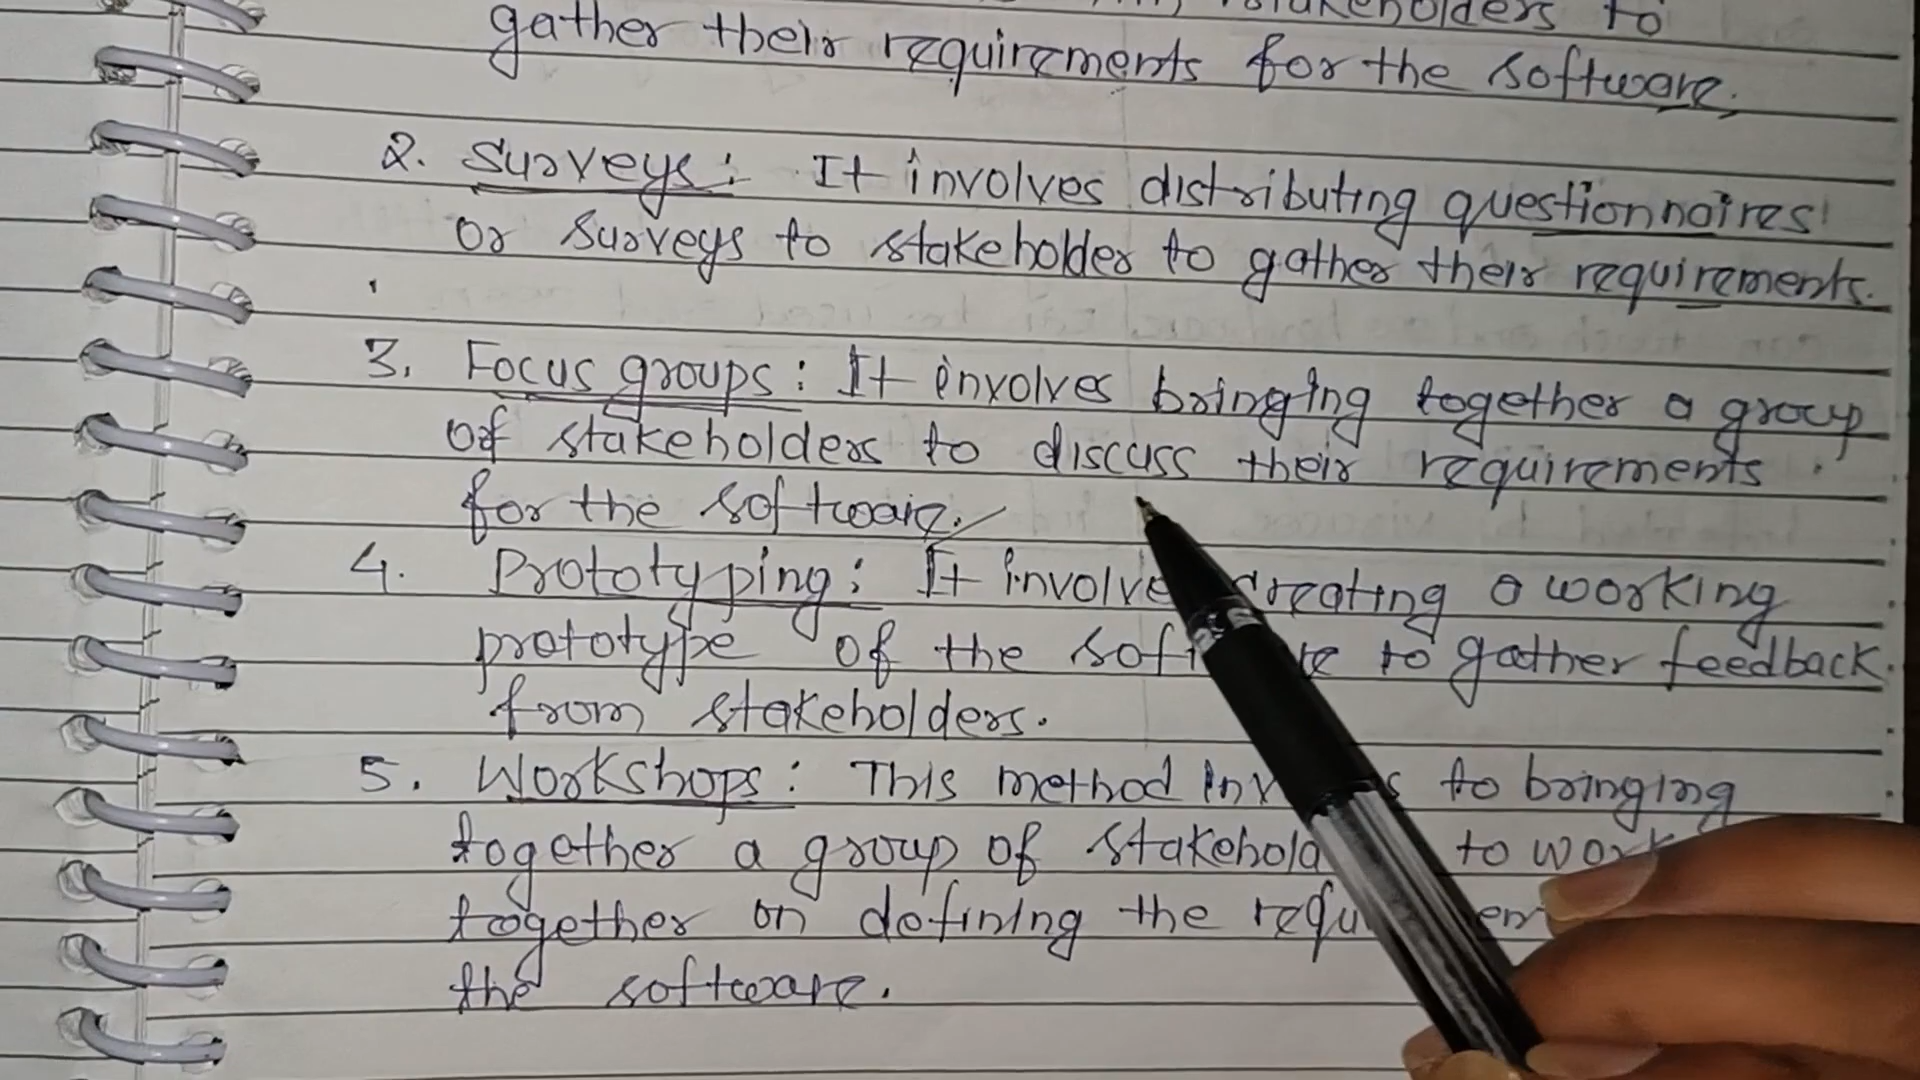 stakeholders to
gather their requirements for the software.
2. Surveys: It involves distributing questionnaires
or surveys to stakeholder to gather their requirements.
3. Focus groups: It involves bringing together a group
of stakeholders to discuss their requirements
for the software.
4. Prototyping: It involve creating a working
prototype of the to gather feedback
from stakeholders.
5. Workshops: This method to bringing
together a group of to work
together on defining the
the software.